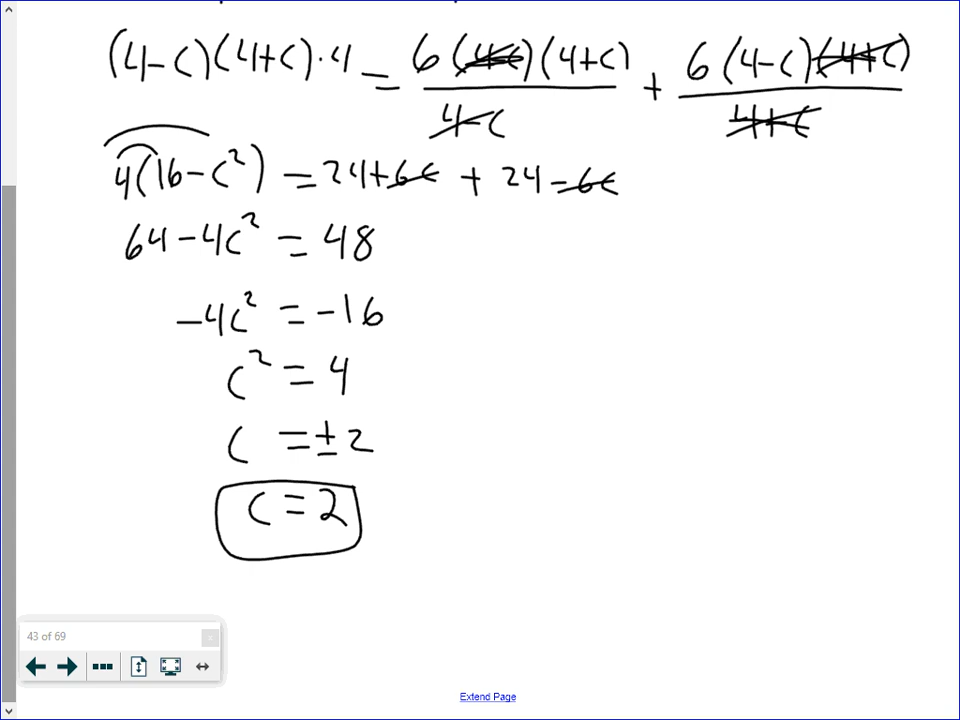 (4-c)(4+c)·4 = 6(4-c)(4+c)/4-c + 6(4-c)(4+c)/4+c
4(16-c²) = 24+6c + 24-6c
64-4c² = 48
-4c² = -16
c² = 4
c = ±2
c = 2
43 of 69
Extend Page